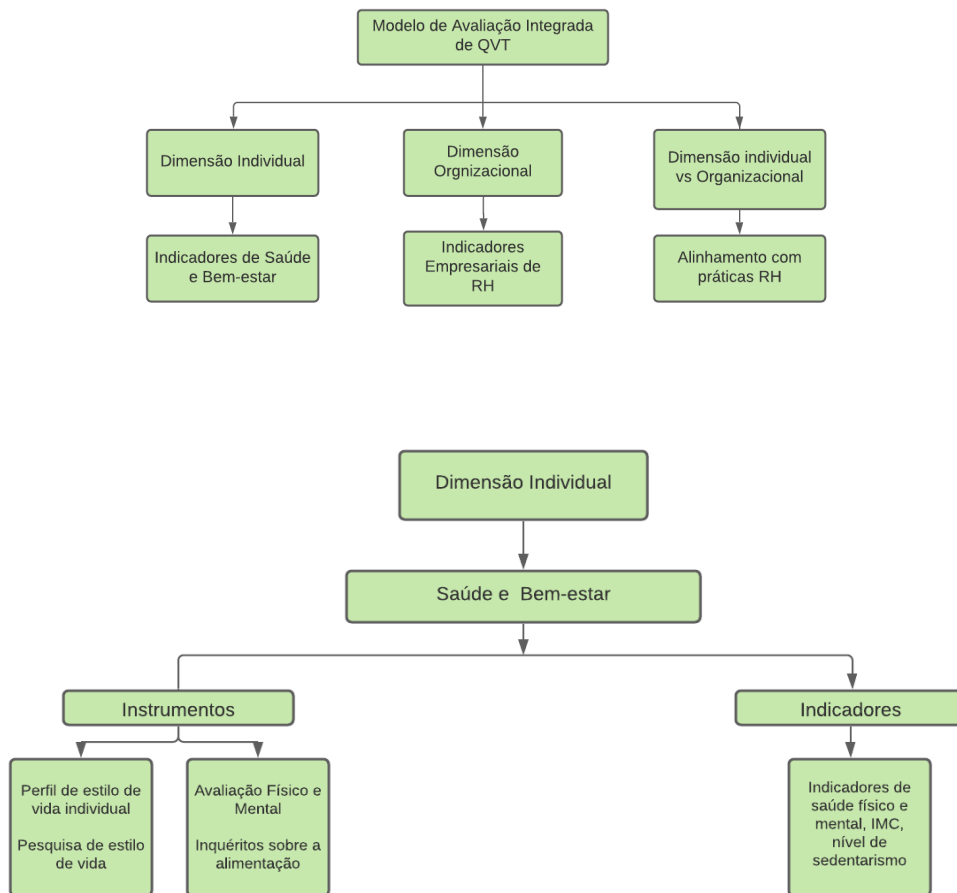 Modelo de Avaliação Integrada
de QVT
Dimensão Individual
Dimensão
Orgnizacional
Dimensão individual
vs Organizacional
Indicadores de Saúde
e Bem-estar
Indicadores
Empresariais de
RH
Alinhamento com
práticas RH
Dimensão Individual
Saúde e  Bem-estar
Instrumentos
Indicadores
Perfil de estilo de
vida individual
Pesquisa de estilo
de vida
Avaliação Físico e
Mental
Inquéritos sobre a
alimentação
Indicadores de
saúde físico e
mental, IMC,
nível de
sedentarismo